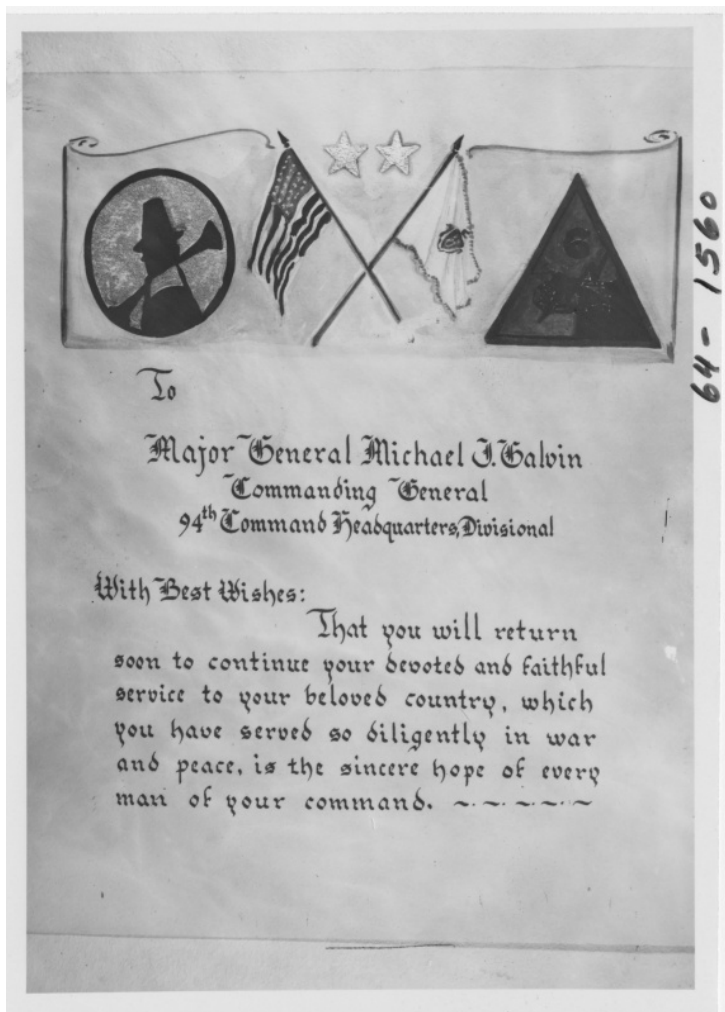 6
64-1560
To
Major General Michael J. Galvin
Commanding General
94th Command Headquarters, Divisional
With Best Wishes:
That you will return
soon to continue your devoted and faithful
service to your beloved country, which
you have served so diligently in war
and peace, is the sincere hope of every
man of your command. ~.~.~.~.~